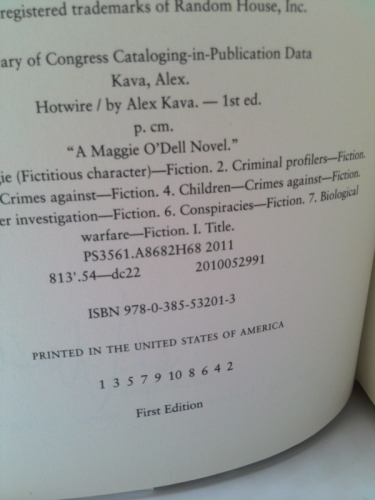 registered trademarks of Random House, Inc.
ary of Congress Cataloging-in-Publication Data
Kava, Alex.
Hotwire / by Alex Kava. — 1st ed.
p. cm.
“A Maggie O’Dell Novel.”
ie (Fictitious character)—Fiction. 2. Criminal profilers—Fiction.
Crimes against—Fiction. 4. Children—Crimes against—Fiction.
er investigation—Fiction. 6. Conspiracies—Fiction. 7. Biological
warfare—Fiction. I. Title.
PS3561.A8682H68 2011
813'.54—dc22 2010052991
ISBN 978-0-385-53201-3
PRINTED IN THE UNITED STATES OF AMERICA
1 3 5 7 9 10 8 6 4 2
First Edition